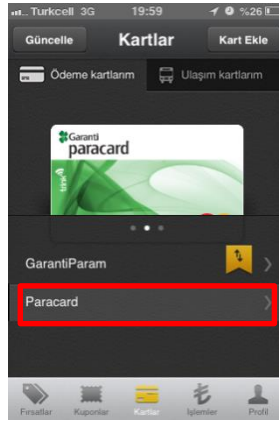 Turkcell 3G 19:59 %26
Güncelle Kartlar Kart Ekle
Ödeme kartlarım Ulaşım kartlarım
Garanti
paracard
trink
GarantiParam
Paracard
Fırsatlar Kuponlar Kartlar İşlemler Profil